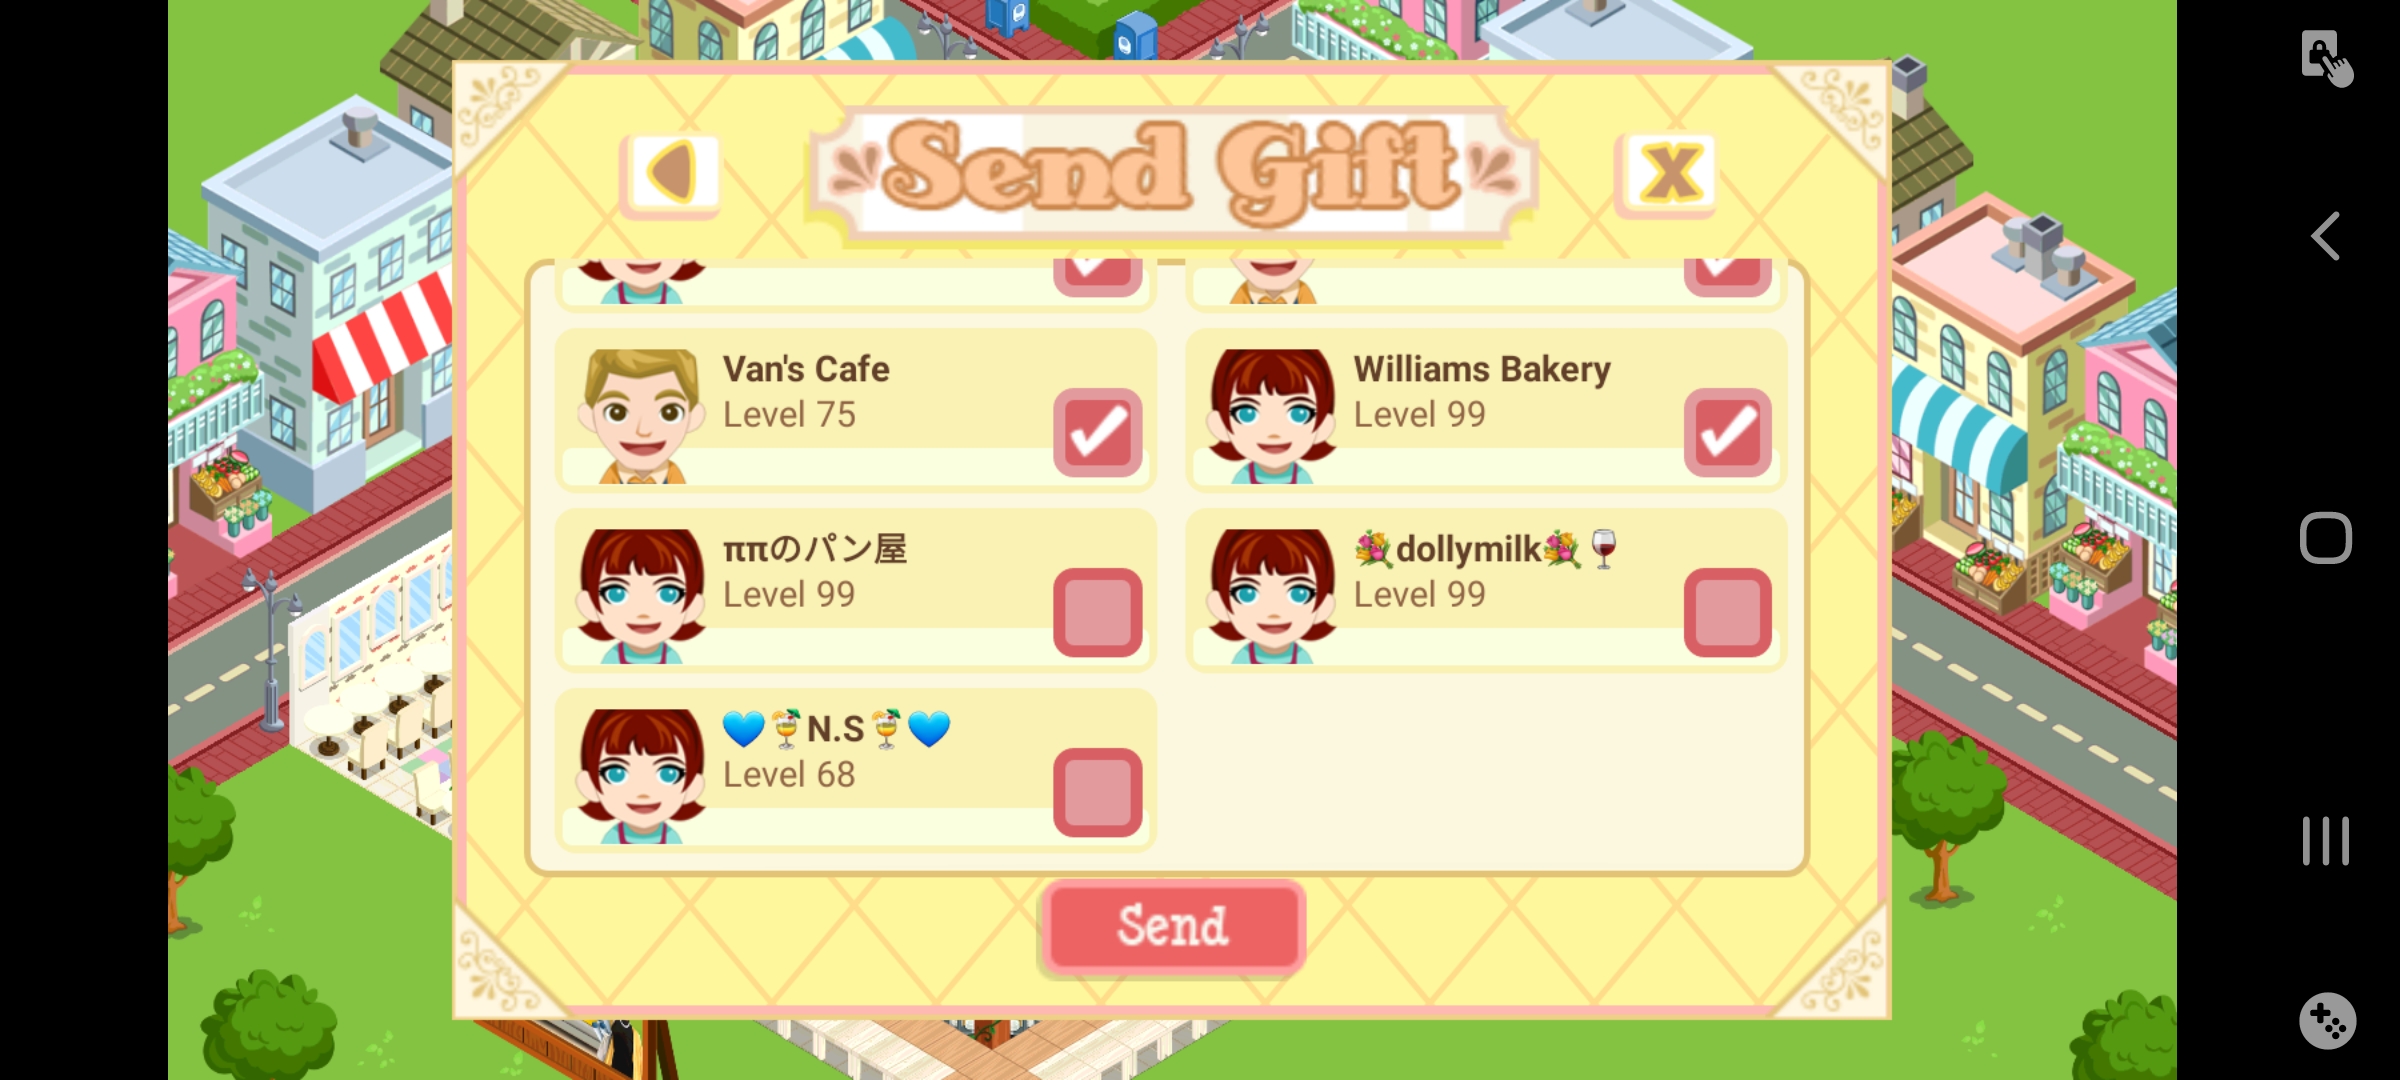 Send Gift
X
Van's Cafe
Level 75
Williams Bakery
Level 99
ππのパン屋
Level 99
💐dollymilk💐🍷
Level 99
💙🍹N.S🍹💙
Level 68
Send